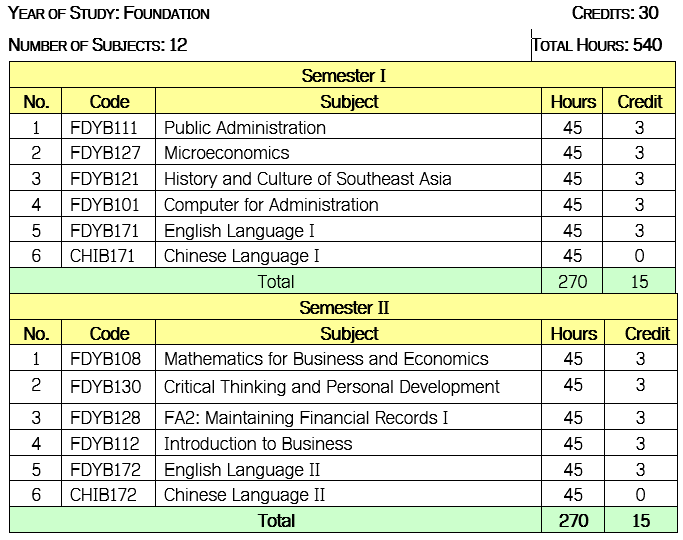 YEAR OF STUDY: FOUNDATION CREDITS: 30
NUMBER OF SUBJECTS: 12 TOTAL HOURS: 540
Semester I
No. Code Subject Hours Credit
1 FDYB111 Public Administration 45 3
2 FDYB127 Microeconomics 45 3
3 FDYB121 History and Culture of Southeast Asia 45 3
4 FDYB101 Computer for Administration 45 3
5 FDYB171 English Language I 45 3
6 CHIB171 Chinese Language I 45 0
Total 270 15
Semester II
No. Code Subject Hours Credit
1 FDYB108 Mathematics for Business and Economics 45 3
2 FDYB130 Critical Thinking and Personal Development 45 3
3 FDYB128 FA2: Maintaining Financial Records I 45 3
4 FDYB112 Introduction to Business 45 3
5 FDYB172 English Language II 45 3
6 CHIB172 Chinese Language II 45 0
Total 270 15